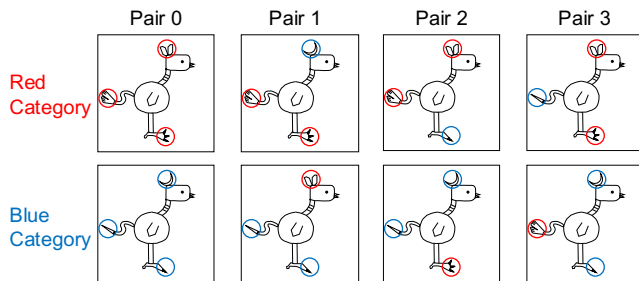 Pair 0 Pair 1 Pair 2 Pair 3
Red
Category
Blue
Category